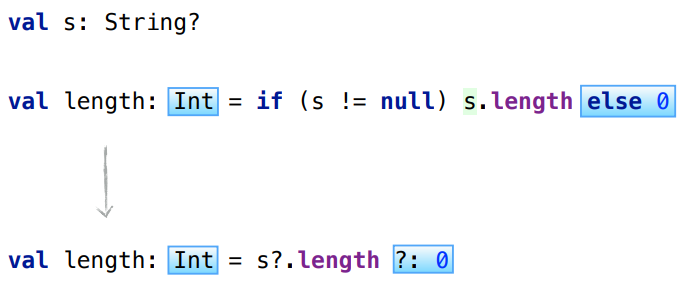 val s: String?
val length: Int = if (s != null) s.length else 0
val length: Int = s?.length ?: 0